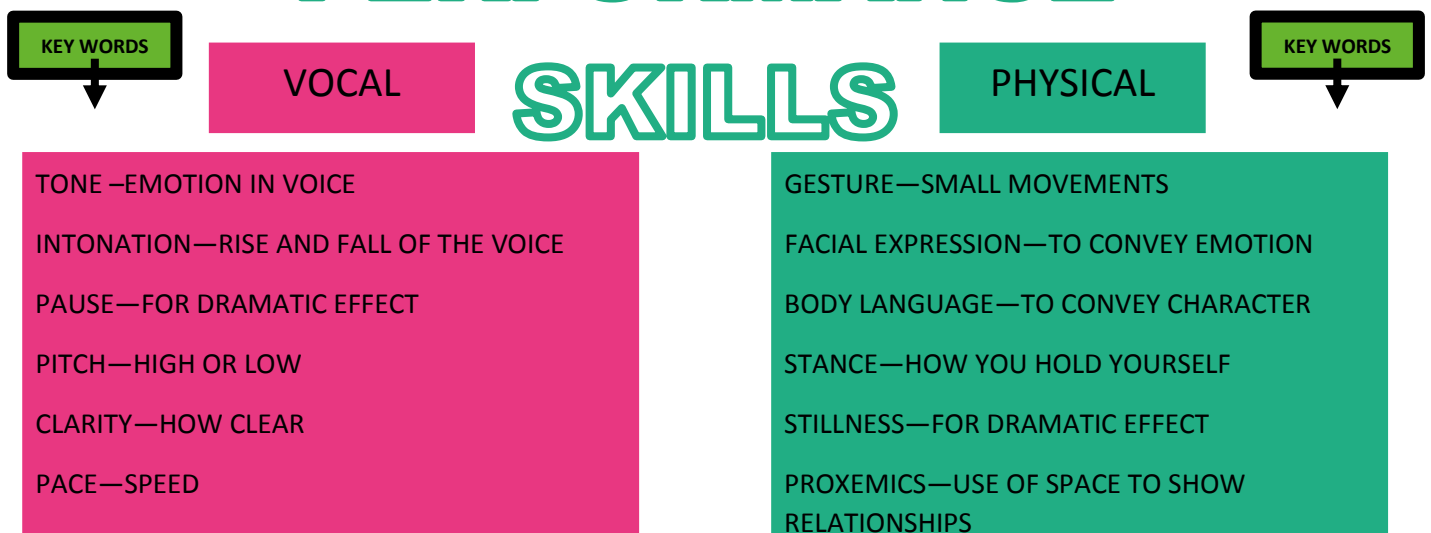 PERFORMANCE
KEY WORDS
VOCAL
SKILLS
PHYSICAL
KEY WORDS
TONE –EMOTION IN VOICE
INTONATION—RISE AND FALL OF THE VOICE
PAUSE—FOR DRAMATIC EFFECT
PITCH—HIGH OR LOW
CLARITY—HOW CLEAR
PACE—SPEED
GESTURE—SMALL MOVEMENTS
FACIAL EXPRESSION—TO CONVEY EMOTION
BODY LANGUAGE—TO CONVEY CHARACTER
STANCE—HOW YOU HOLD YOURSELF
STILLNESS—FOR DRAMATIC EFFECT
PROXEMICS—USE OF SPACE TO SHOW
RELATIONSHIPS